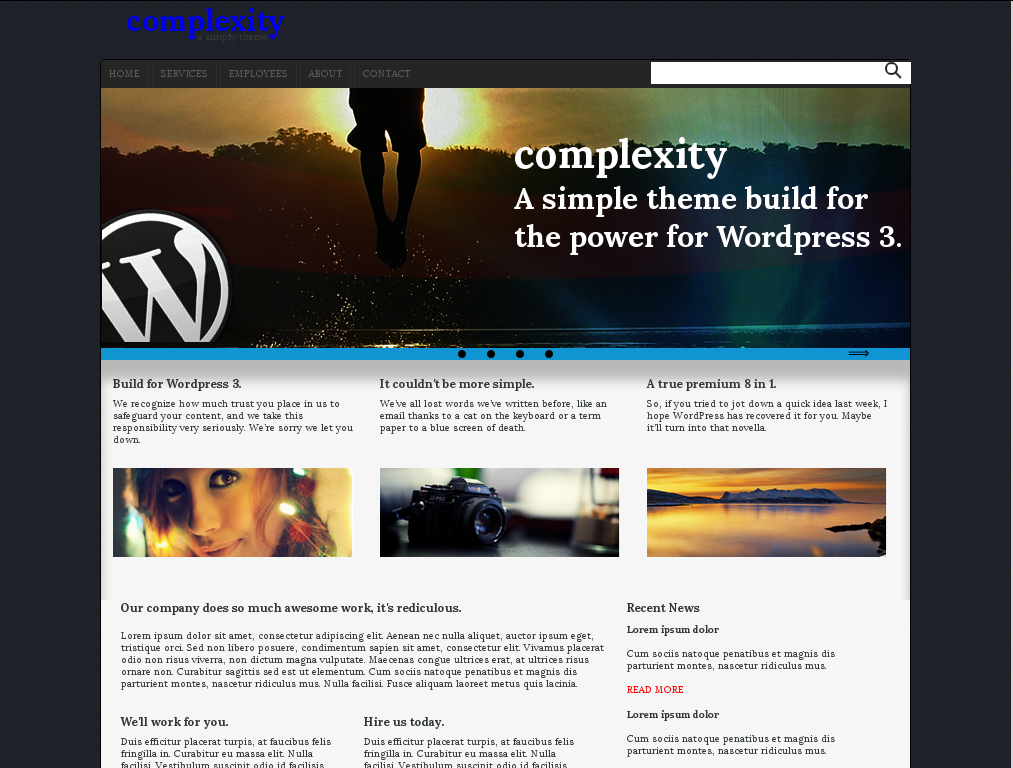 complexity
a simply theme
HOME SERVICES EMPLOYEES ABOUT CONTACT
complexity
A simple theme build for
the power for Wordpress 3.
Build for Wordpress 3.
We recognize how much trust you place in us to
safeguard your content, and we take this
responsibility very seriously. We're sorry we let you
down.
It couldn't be more simple.
We've all lost words we've written before, like an
email thanks to a cat on the keyboard or a term
paper to a blue screen of death.
A true premium 8 in 1.
So, if you tried to jot down a quick idea last week, I
hope WordPress has recovered it for you. Maybe
it'll turn into that novella.
MINOLTA
Our company does so much awesome work, it's rediculous.
Lorem ipsum dolor sit amet, consectetur adipiscing elit. Aenean nec nulla aliquet, auctor ipsum eget,
tristique orci. Sed non libero posuere, condimentum sapien sit amet, consectetur elit. Vivamus placerat
odio non risus viverra, non dictum magna vulputate. Maecenas congue ultrices erat, at ultrices risus
ornare non. Curabitur sagittis sed est ut elementum. Cum sociis natoque penatibus et magnis dis
parturient montes, nascetur ridiculus mus. Nulla facilisi. Fusce aliquam laoreet metus quis lacinia.
We'll work for you.
Duis efficitur placerat turpis, at faucibus felis
fringilla in. Curabitur eu massa elit. Nulla
facilisi. Vestibulum suscipit odio id facilisis
Hire us today.
Duis efficitur placerat turpis, at faucibus felis
fringilla in. Curabitur eu massa elit. Nulla
facilisi. Vestibulum suscipit odio id facilisis
Recent News
Lorem ipsum dolor
Cum sociis natoque penatibus et magnis dis
parturient montes, nascetur ridiculus mus.
READ MORE
Lorem ipsum dolor
Cum sociis natoque penatibus et magnis dis
parturient montes, nascetur ridiculus mus.